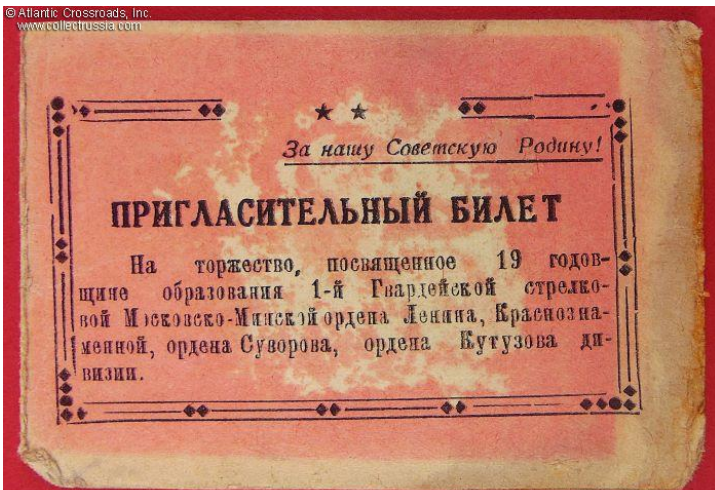 © Atlantic Crossroads, Inc.
www.collectrussia.com
За нашу Советскую Родину!
ПРИГЛАСИТЕЛЬНЫЙ БИЛЕТ
На торжество, посвященное 19 годов-
щине образования 1-й Гвардейской стрелко-
вой Московско-Минской ордена Ленина, Краснозна-
менной, ордена Суворова, ордена Кутузова ди-
визии.